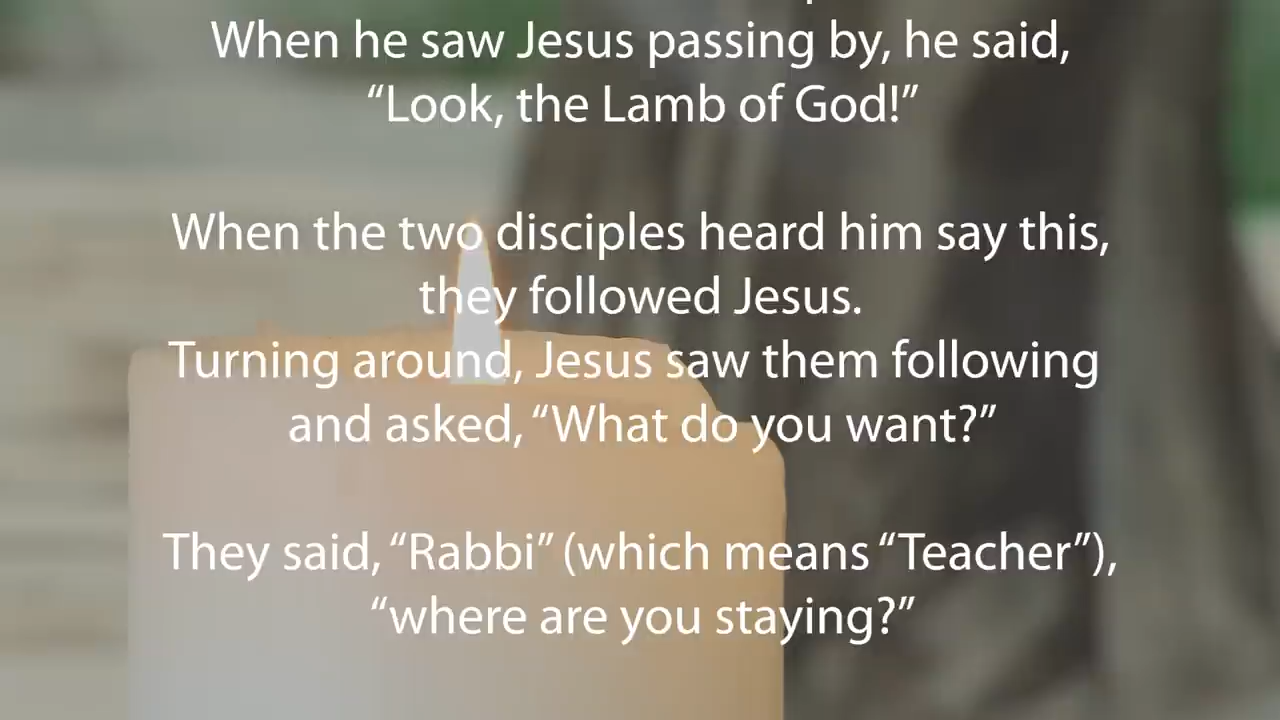 When he saw Jesus passing by, he said,
“Look, the Lamb of God!”
When the two disciples heard him say this,
they followed Jesus.
Turning around, Jesus saw them following
and asked, “What do you want?”
They said, “Rabbi” (which means “Teacher”),
“where are you staying?”